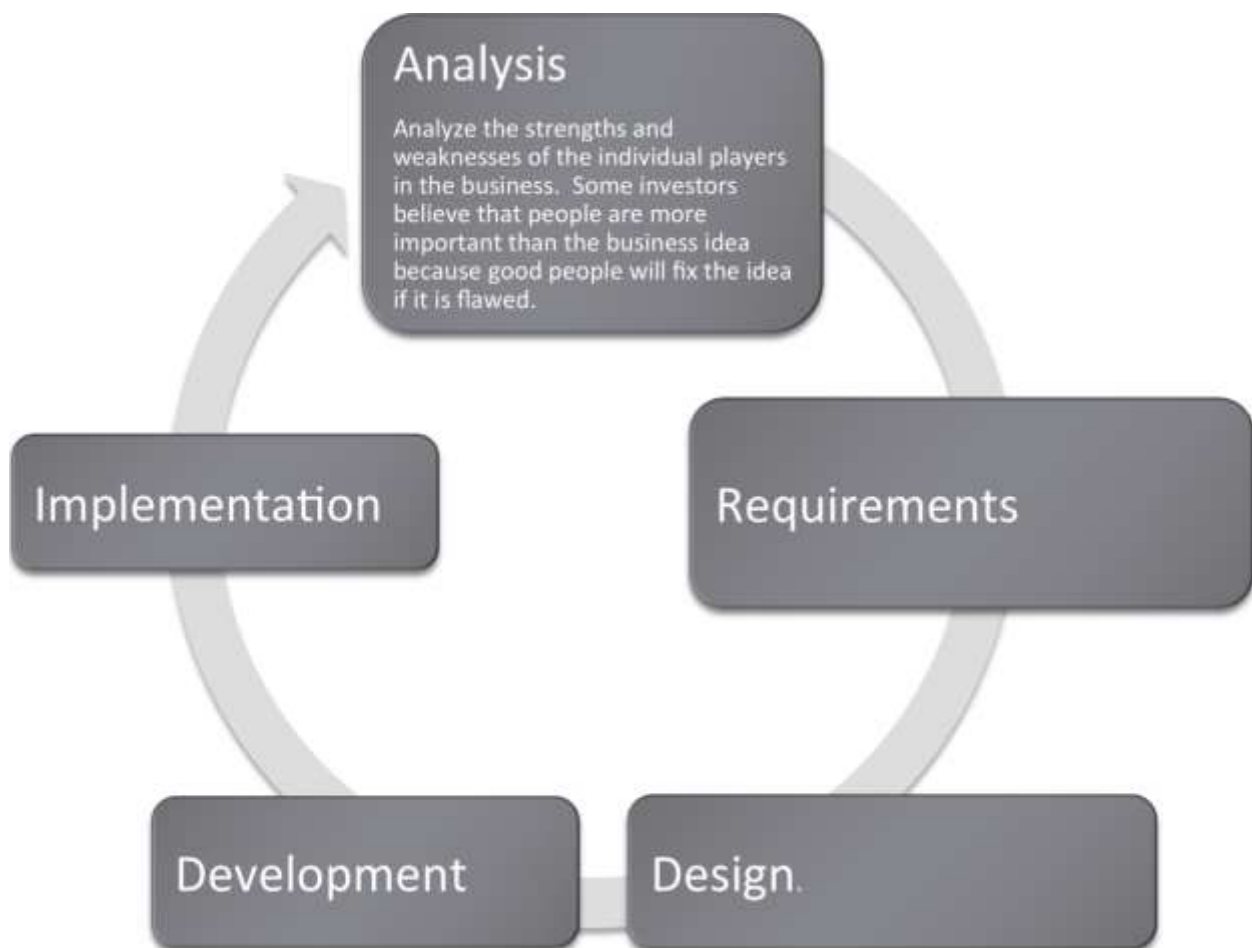 Analysis
Analyze the strengths and
weaknesses of the individual players
in the business.  Some investors
believe that people are more
important than the business idea
because good people will fix the idea
if it is flawed.
Requirements
Design.
Development
Implementation